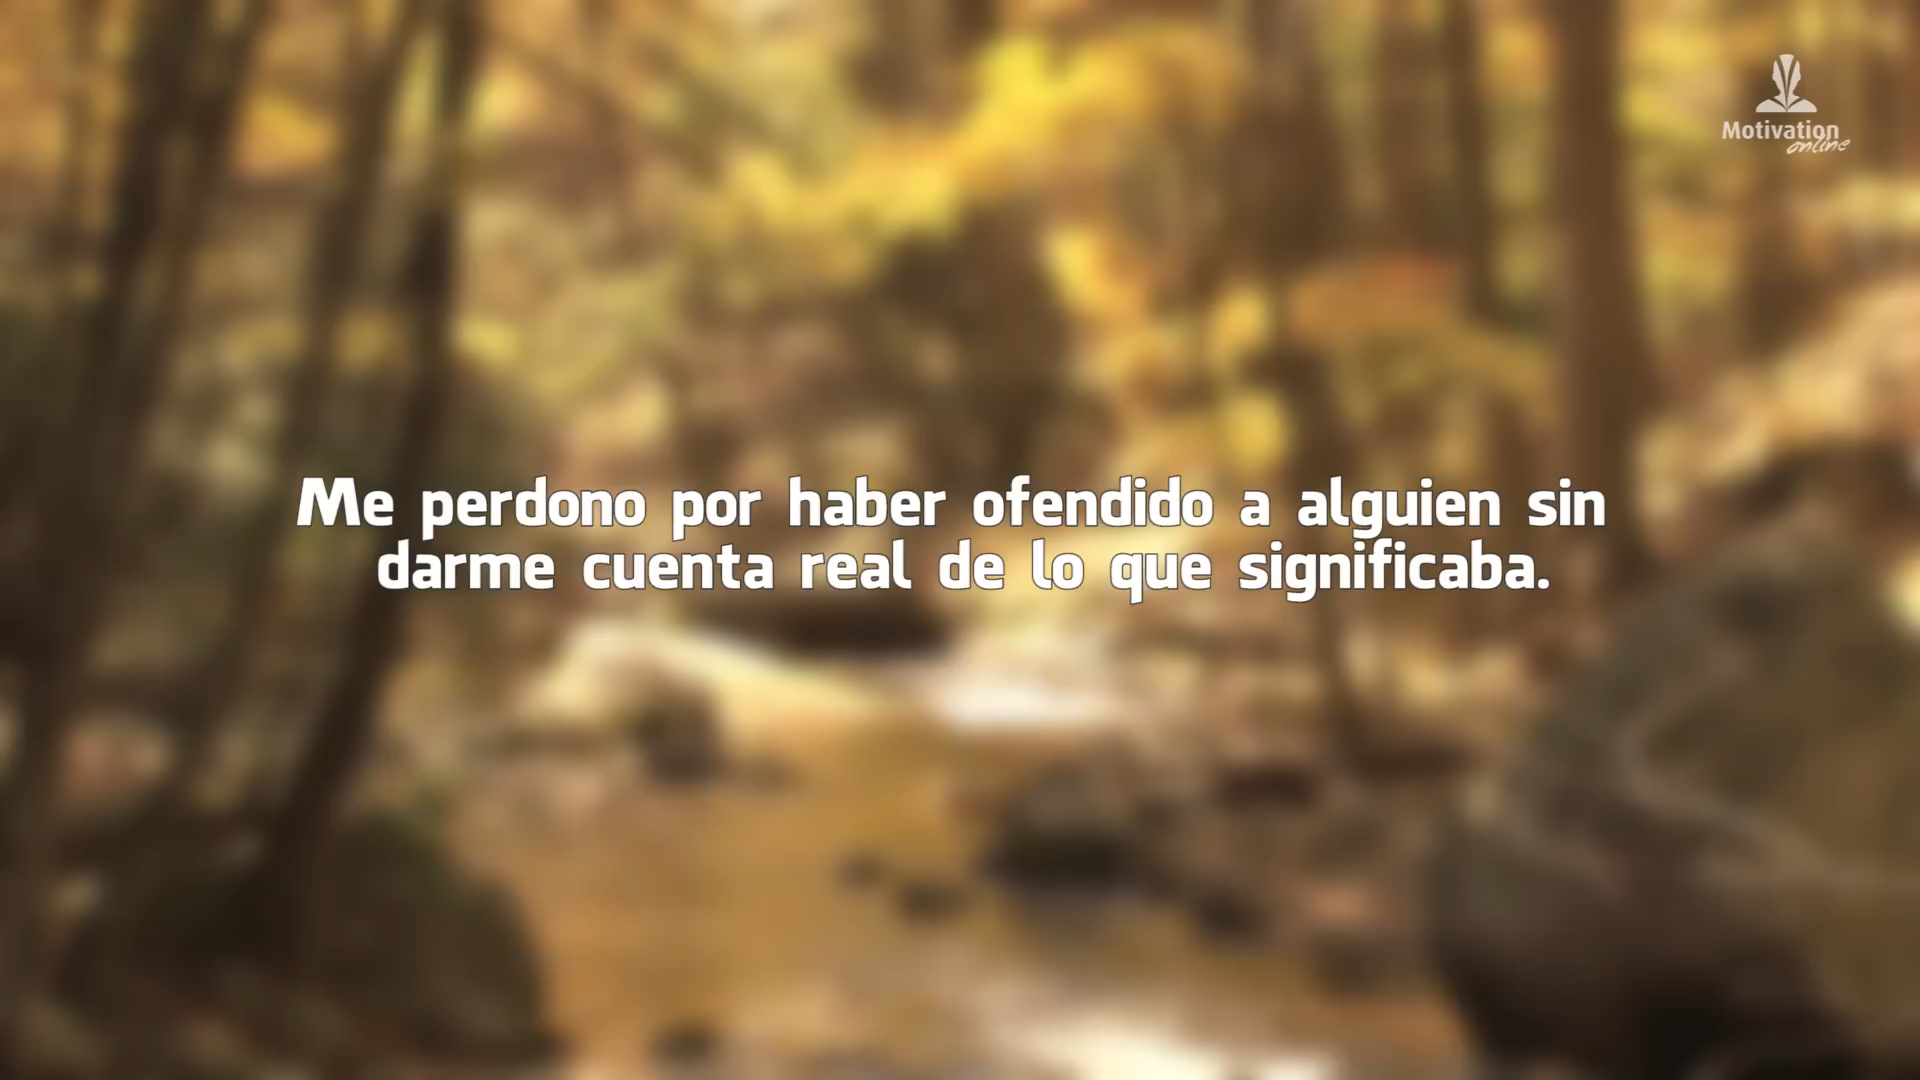 Motivation
online
Me perdono por haber ofendido a alguien sin
darme cuenta real de lo que significaba.